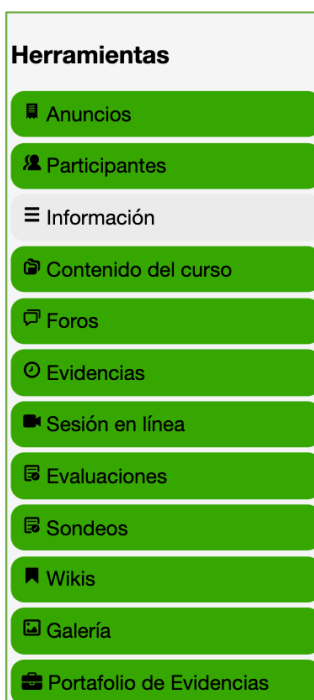 Herramientas
Anuncios
Participantes
Información
Contenido del curso
Foros
Evidencias
Sesión en línea
Evaluaciones
Sondeos
Wikis
Galería
Portafolio de Evidencias